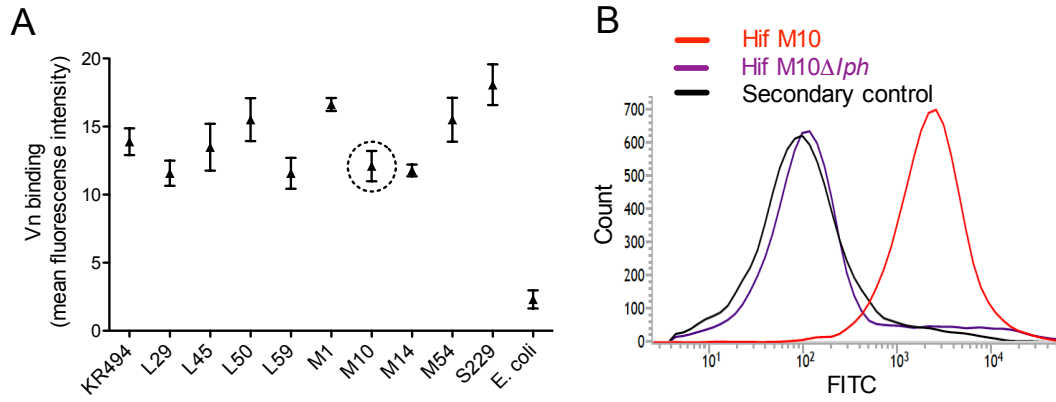 A
Vn binding
(mean fluorescense intensity)
20
15
10
5
0
KR494
L29
L45
L50
L59
M1
M10
M14
M54
S229
E. coli
B
Hif M10
Hif M10Δlph
Secondary control
Count
700
600
500
400
300
200
100
0
10¹
10²
10³
10⁴
FITC